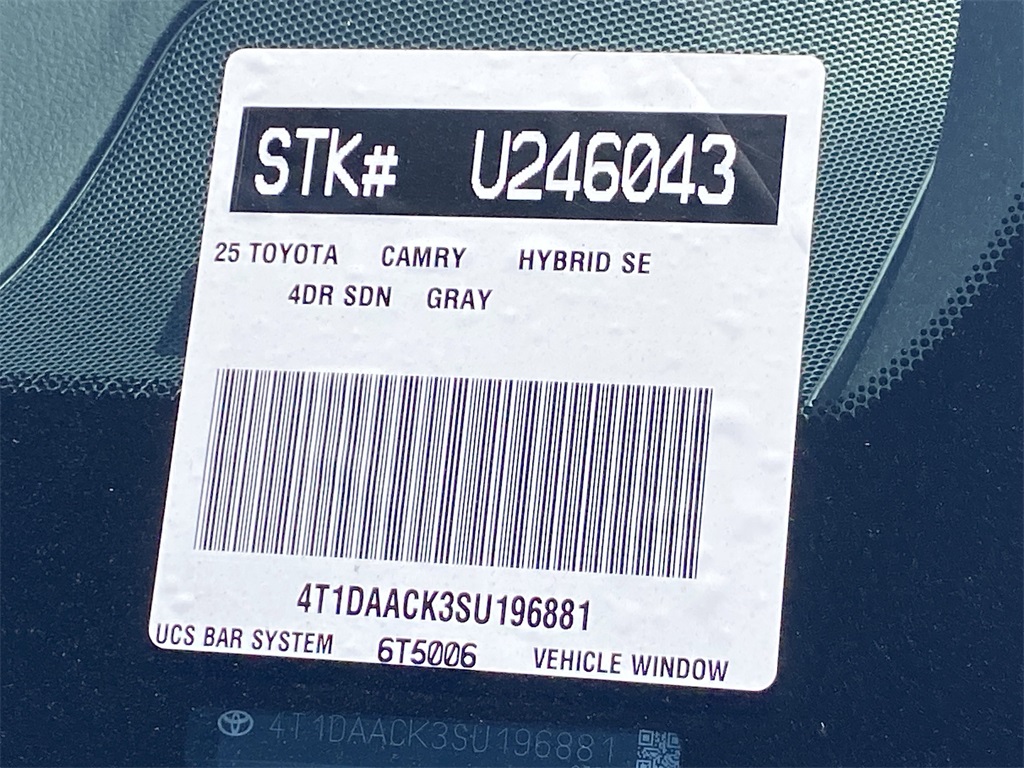 STK# U246043
25 TOYOTA CAMRY HYBRID SE
4DR SDN GRAY
4T1DAACK3SU196881
UCS BAR SYSTEM 6T5006 VEHICLE WINDOW
4T1DAACK3SU196881